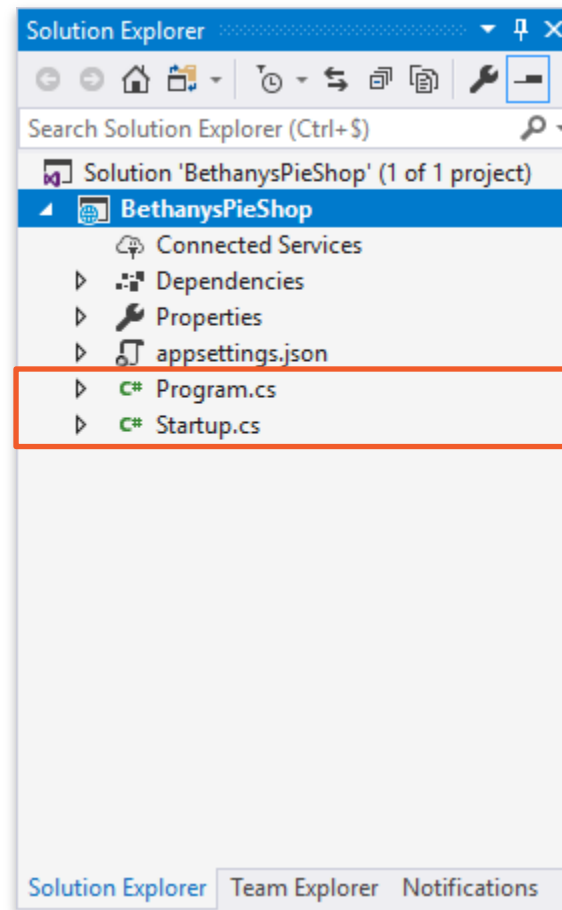 Solution Explorer
Search Solution Explorer (Ctrl+$)
Solution 'BethanysPieShop' (1 of 1 project)
BethanysPieShop
Connected Services
Dependencies
Properties
appsettings.json
C# Program.cs
C# Startup.cs
Solution Explorer Team Explorer Notifications